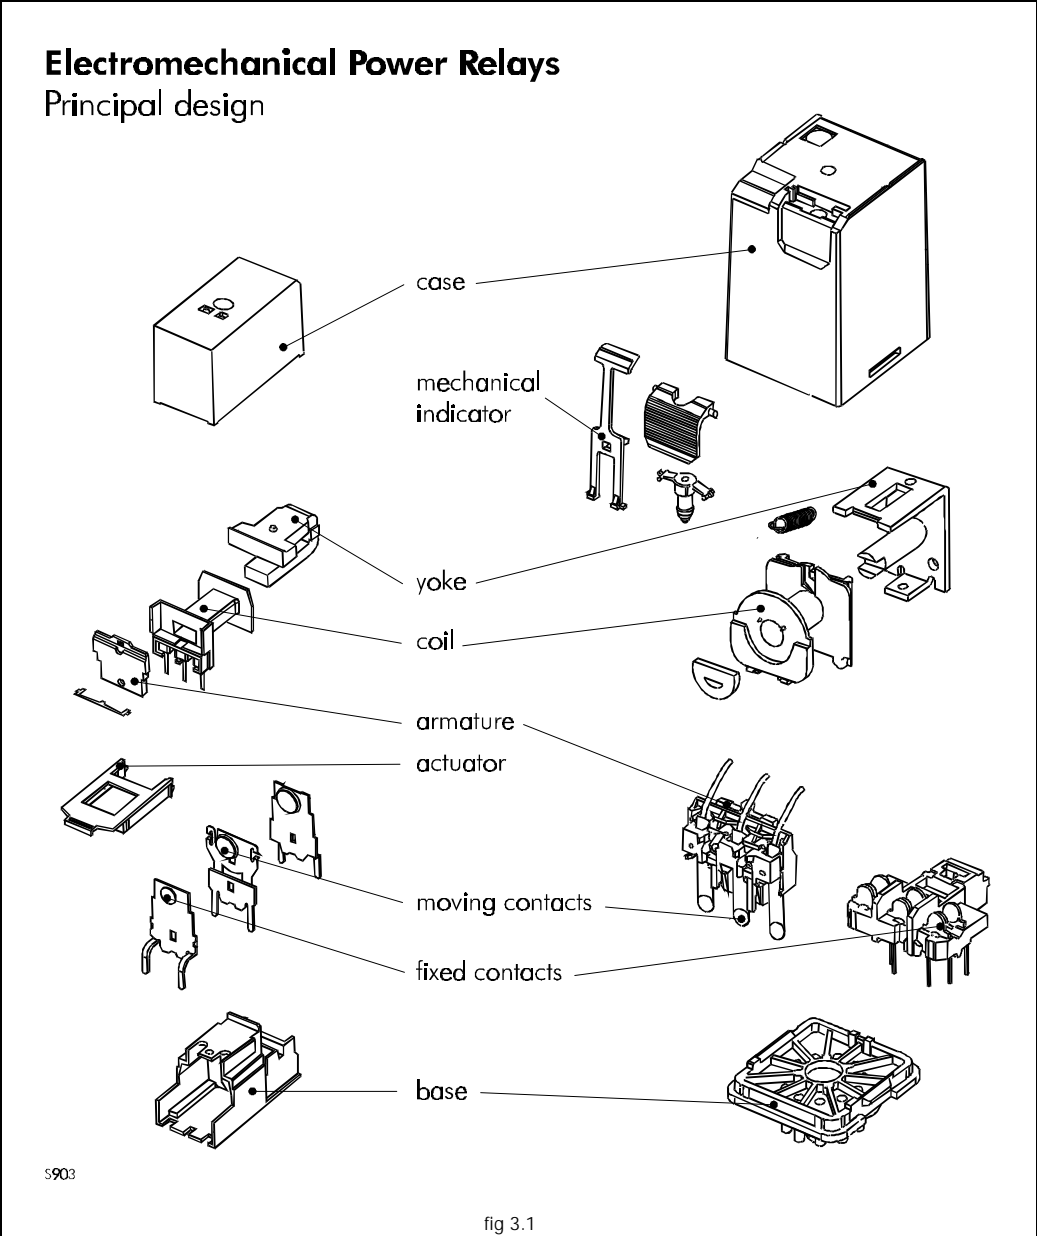 Electromechanical Power Relays
Principal design
case
mechanical
indicator
yoke
coil
armature
actuator
moving contacts
fixed contacts
base
S903
fig 3.1